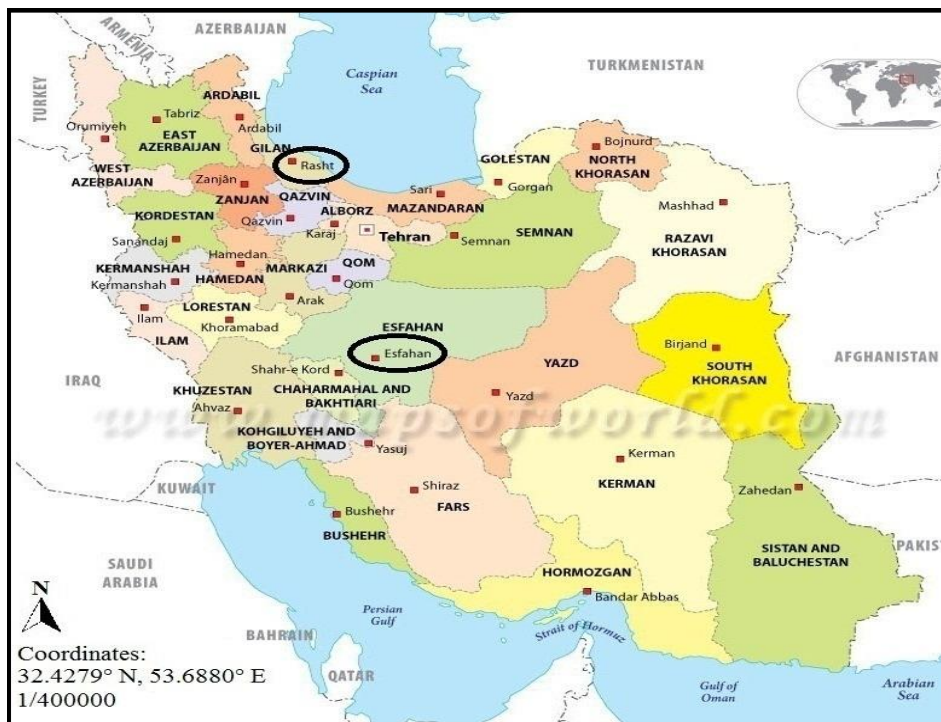 AZERBAIJAN
ARMENIA
TURKEY
Caspian
Sea
TURKMENISTAN
ARDABIL
Tabriz
Ardabil
Orumiyeh
EAST
AZERBAIJAN
GILAN
Rasht
WEST
AZERBAIJAN
GOLESTAN
Gorgan
Bojnurd
NORTH
KHORASAN
Zanjân
ZANJAN
QAZVIN
Qazvin
ALBORZ
Karaj
Sari
MAZANDARAN
Mashhad
KORDESTAN
Sanandaj
Tehran
Semnan
SEMNAN
RAZAVI
KHORASAN
Hamedan
HAMEDAN
MARKAZI
QOM
Qom
KERMANSHAH
Kermanshah
Arak
LORESTAN
Khoramabad
Ilam
ILAM
ESFAHAN
Esfahan
Birjand
SOUTH
KHORASAN
AFGHANISTAN
YAZD
Yazd
Shahr-e Kord
CHAHARMAHAL AND
BAKHTIARI
IRAQ
KHUZESTAN
Ahvaz
www.mapsofworld.com
KOHGILUYEH AND
BOYER-AHMAD
Yasuj
Kerman
KERMAN
KUWAIT
Shiraz
FARS
Zahedan
Bushehr
BUSHEHR
SISTAN AND
BALUCHESTAN
PAKIST
SAUDI
ARABIA
HORMOZGAN
Bandar Abbas
N
Persian
Gulf
Strait of Hormuz
BAHRAIN
QATAR
Gulf of
Oman
Arabian
Sea
Coordinates:
32.4279° N, 53.6880° E
1/400000